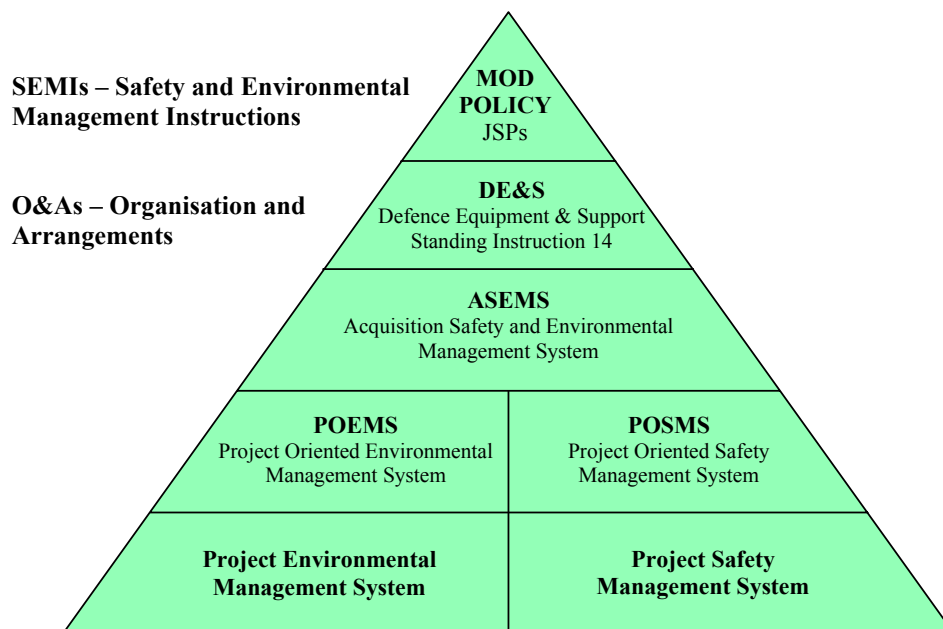 SEMIs – Safety and Environmental
Management Instructions
O&As – Organisation and
Arrangements
MOD
POLICY
JSPs
DE&S
Defence Equipment & Support
Standing Instruction 14
ASEMS
Acquisition Safety and Environmental
Management System
POEMS
Project Oriented Environmental
Management System
POSMS
Project Oriented Safety
Management System
Project Environmental
Management System
Project Safety
Management System